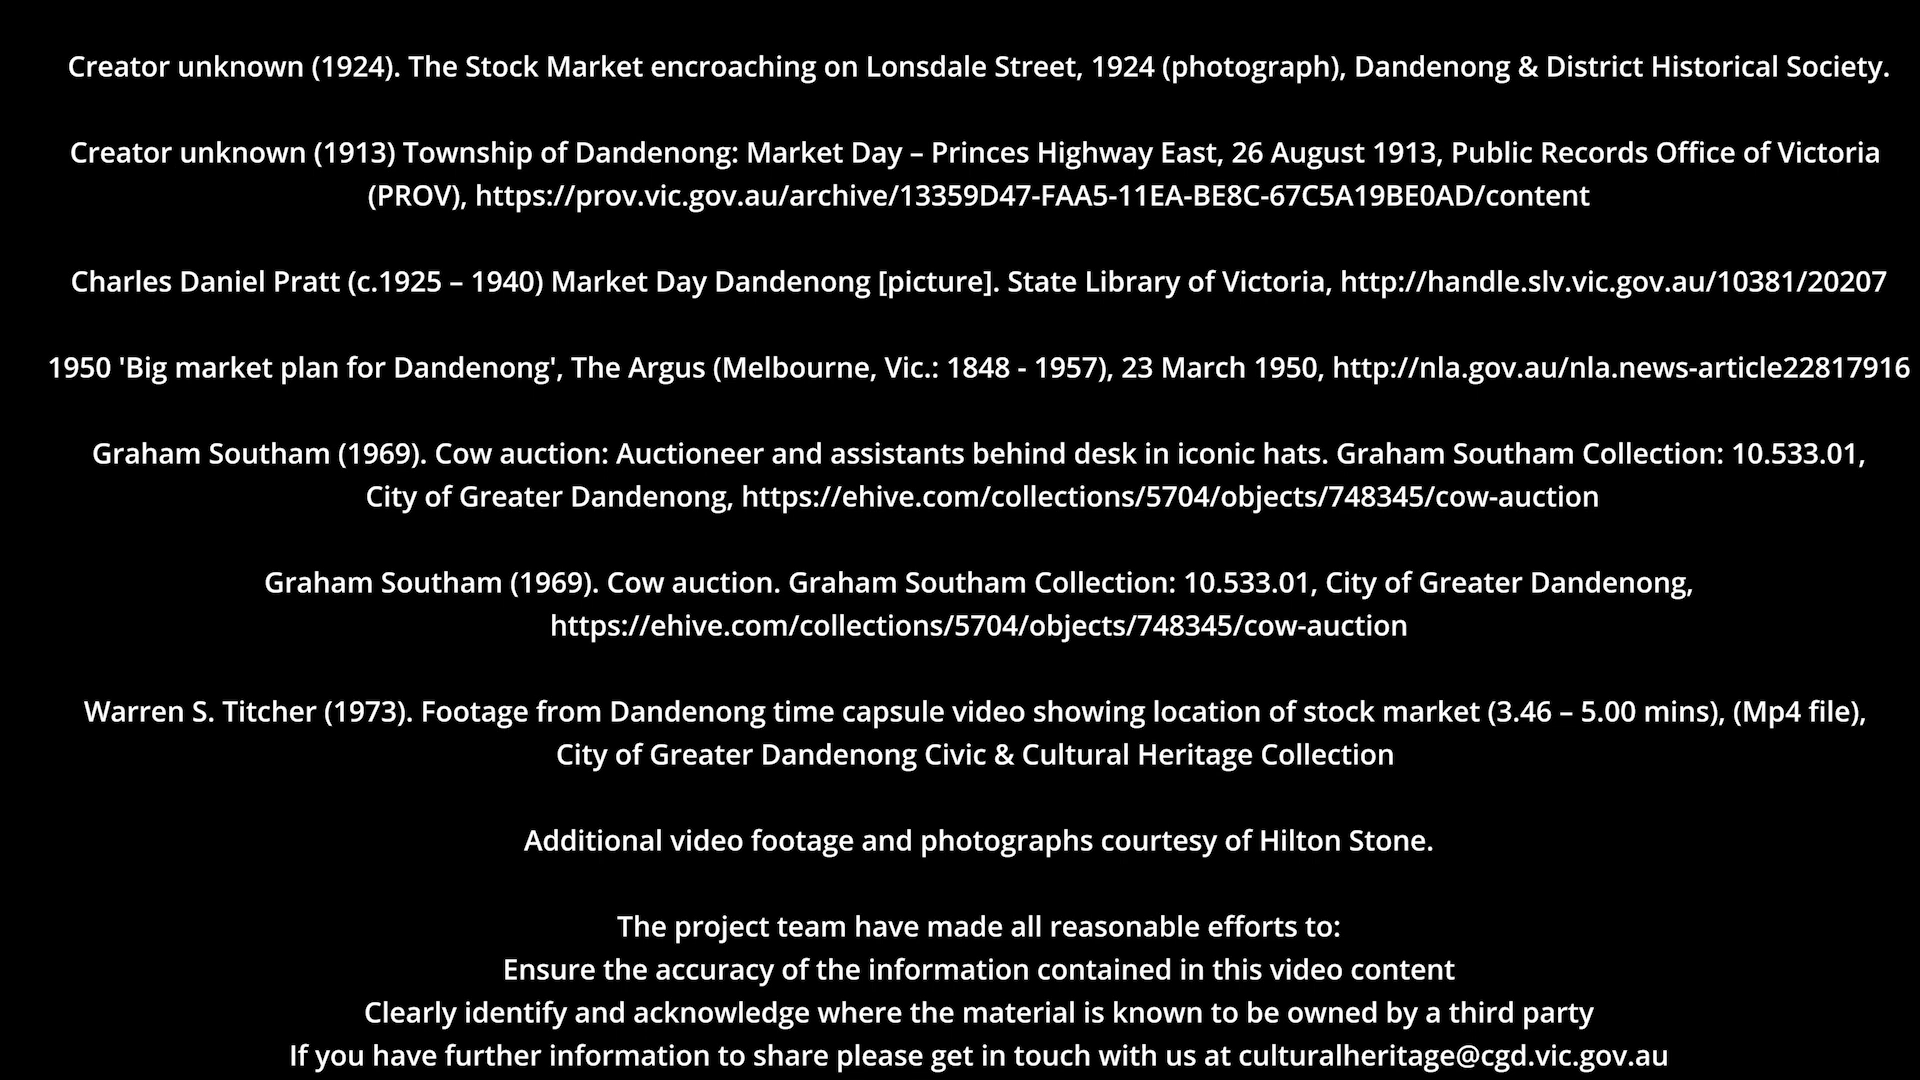 Creator unknown (1924). The Stock Market encroaching on Lonsdale Street, 1924 (photograph), Dandenong & District Historical Society.
Creator unknown (1913) Township of Dandenong: Market Day – Princes Highway East, 26 August 1913, Public Records Office of Victoria
(PROV), https://prov.vic.gov.au/archive/13359D47-FAA5-11EA-BE8C-67C5A19BE0AD/content
Charles Daniel Pratt (c.1925 – 1940) Market Day Dandenong [picture]. State Library of Victoria, http://handle.slv.vic.gov.au/10381/20207
1950 'Big market plan for Dandenong', The Argus (Melbourne, Vic.: 1848 - 1957), 23 March 1950, http://nla.gov.au/nla.news-article22817916
Graham Southam (1969). Cow auction: Auctioneer and assistants behind desk in iconic hats. Graham Southam Collection: 10.533.01,
City of Greater Dandenong, https://ehive.com/collections/5704/objects/748345/cow-auction
Graham Southam (1969). Cow auction. Graham Southam Collection: 10.533.01, City of Greater Dandenong,
https://ehive.com/collections/5704/objects/748345/cow-auction
Warren S. Titcher (1973). Footage from Dandenong time capsule video showing location of stock market (3.46 – 5.00 mins), (Mp4 file),
City of Greater Dandenong Civic & Cultural Heritage Collection
Additional video footage and photographs courtesy of Hilton Stone.
The project team have made all reasonable efforts to:
Ensure the accuracy of the information contained in this video content
Clearly identify and acknowledge where the material is known to be owned by a third party
If you have further information to share please get in touch with us at culturalheritage@cgd.vic.gov.au